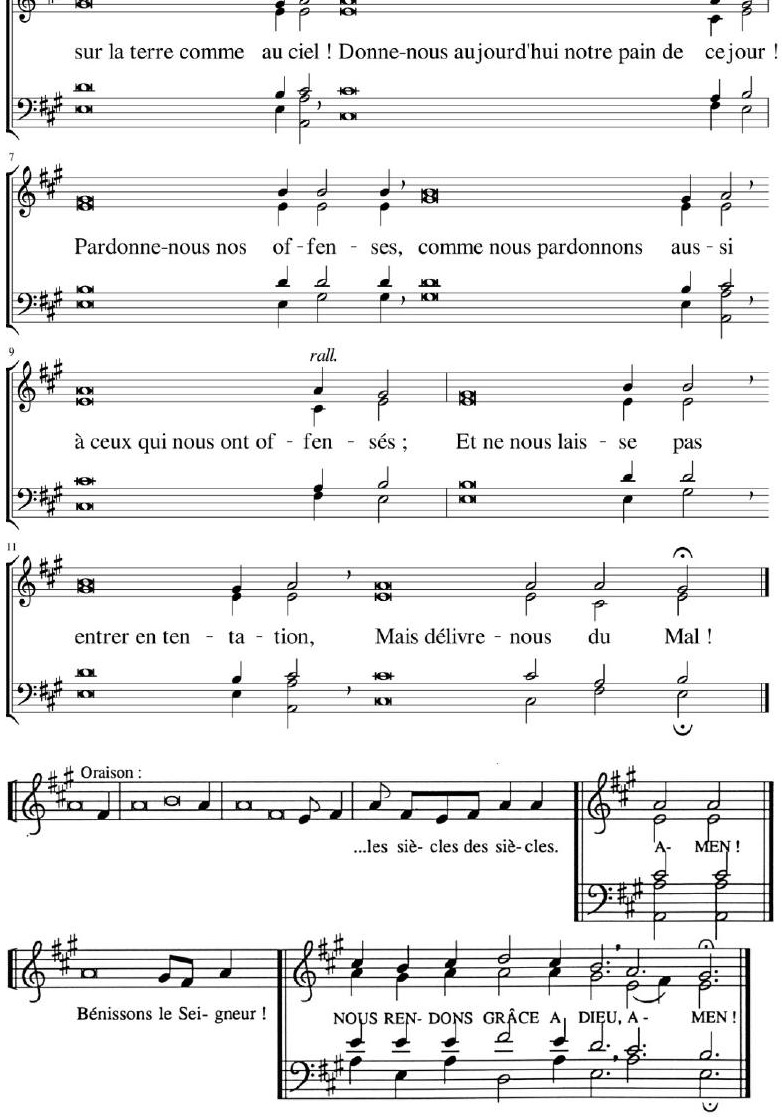 sur la terre comme au ciel ! Donne-nous aujourd'hui notre pain de ce jour !
7
Pardonne-nous nos of - fen - ses, comme nous pardonnons aus - si
9
rall.
à ceux qui nous ont of - fen - sés ; Et ne nous lais - se pas
11
entrer en ten - ta - tion, Mais délivre - nous du Mal !
Oraison :
...les siè- cles des siè- cles. A- MEN !
Bénissons le Sei- gneur ! NOUS REN- DONS GRÂCE A DIEU, A - MEN !